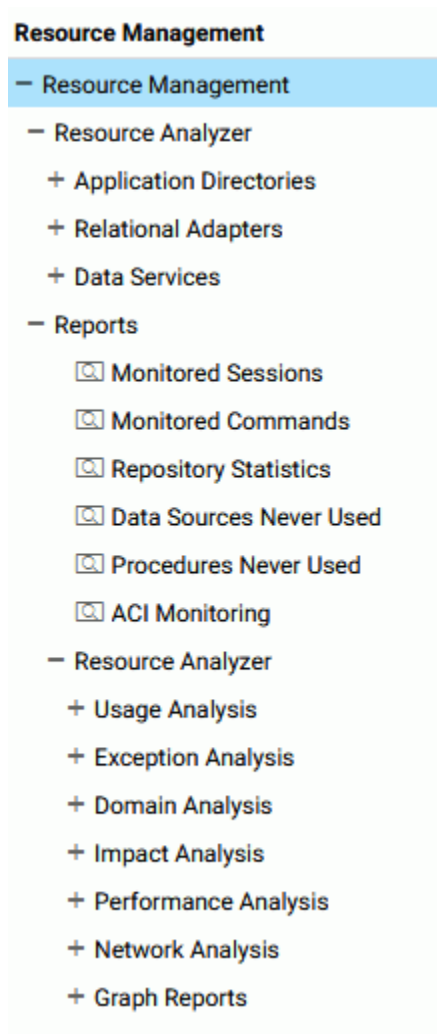 Resource Management
Resource Management
Resource Analyzer
Application Directories
Relational Adapters
Data Services
Reports
Monitored Sessions
Monitored Commands
Repository Statistics
Data Sources Never Used
Procedures Never Used
ACI Monitoring
Resource Analyzer
Usage Analysis
Exception Analysis
Domain Analysis
Impact Analysis
Performance Analysis
Network Analysis
Graph Reports